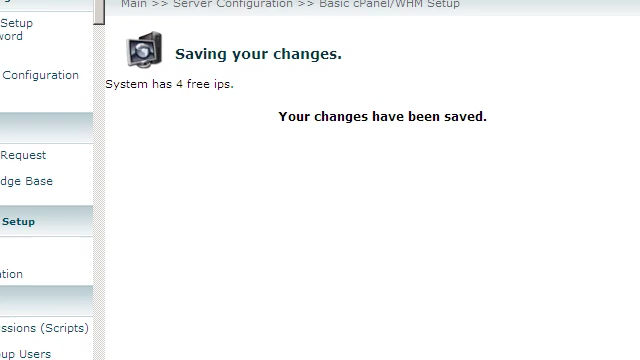 Main >> Server Configuration >> Basic cPanel/WHM Setup
Setup
word
Saving your changes.
Configuration
System has 4 free ips.
Your changes have been saved.
Request
dge Base
Setup
ation
ssions (Scripts)
oup Users